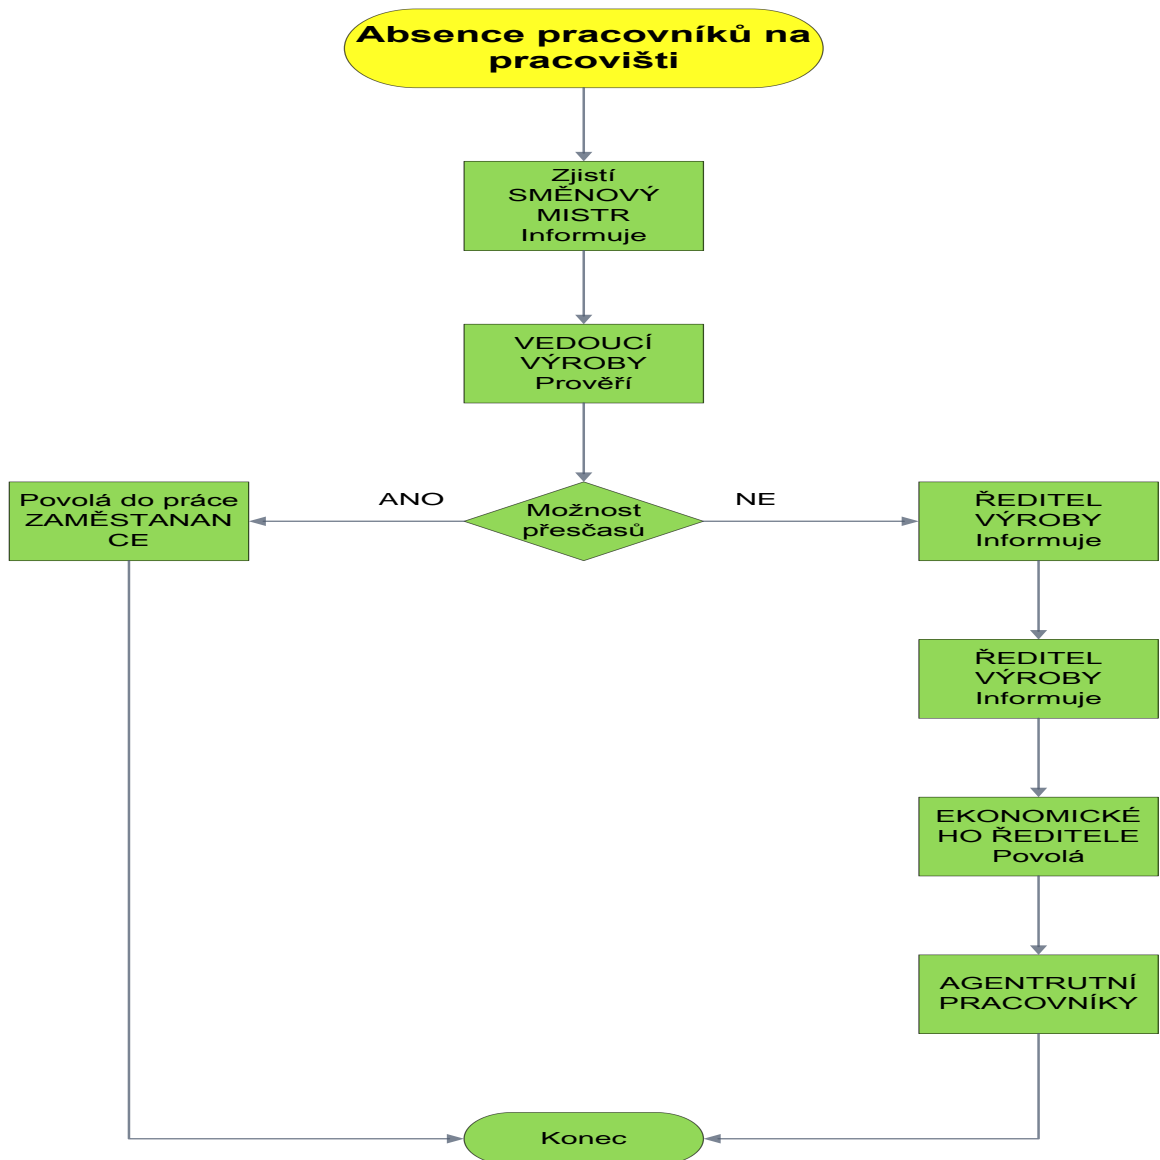 Absence pracovníků na
pracovišti
Zjistí
SMĚNOVÝ
MISTR
Informuje
VEDOUCÍ
VÝROBY
Prověří
Povolá do práce
ZAMĚSTANAN
CE
ANO
Možnost
přesčasů
NE
ŘEDITEL
VÝROBY
Informuje
ŘEDITEL
VÝROBY
Informuje
EKONOMICKÉ
HO ŘEDITELE
Povolá
AGENTRUTNÍ
PRACOVNÍKY
Konec